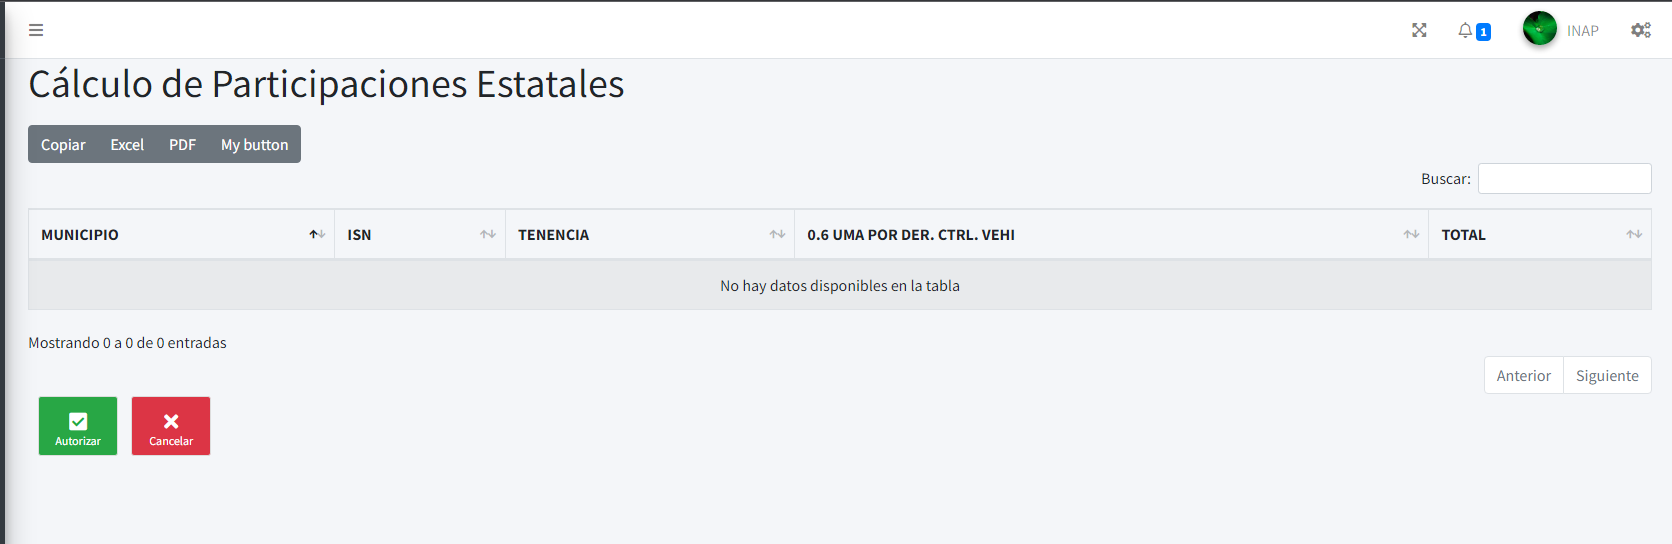 1 INAP
Cálculo de Participaciones Estatales
Copiar Excel PDF My button
Buscar:
MUNICIPIO ISN TENENCIA 0.6 UMA POR DER. CTRL. VEHI TOTAL
No hay datos disponibles en la tabla
Mostrando 0 a 0 de 0 entradas
Anterior Siguiente
Autorizar Cancelar